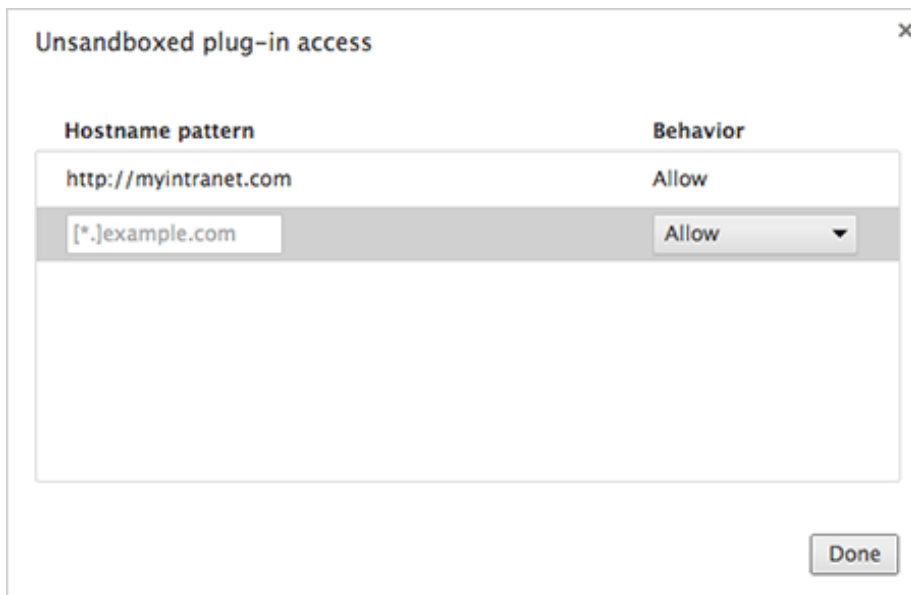 Unsandboxed plug-in access
Hostname pattern Behavior
http://myintranet.com Allow
[*.]example.com Allow
Done